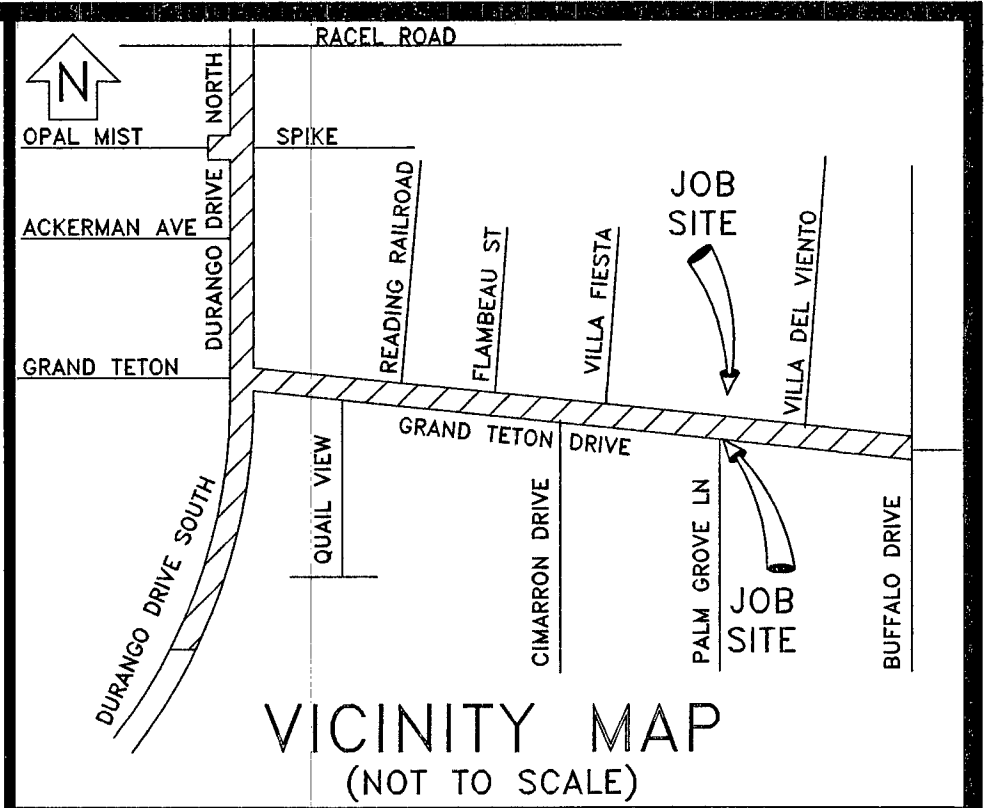 RACEL ROAD
N
NORTH
OPAL MIST
SPIKE
ACKERMAN AVE
DURANGO DRIVE
GRAND TETON
READING RAILROAD
FLAMBEAU ST
VILLA FIESTA
JOB
SITE
VILLA DEL VIENTO
GRAND TETON DRIVE
QUAIL VIEW
DURANGO DRIVE SOUTH
CIMARRON DRIVE
PALM GROVE LN
JOB
SITE
BUFFALO DRIVE
VICINITY MAP
(NOT TO SCALE)